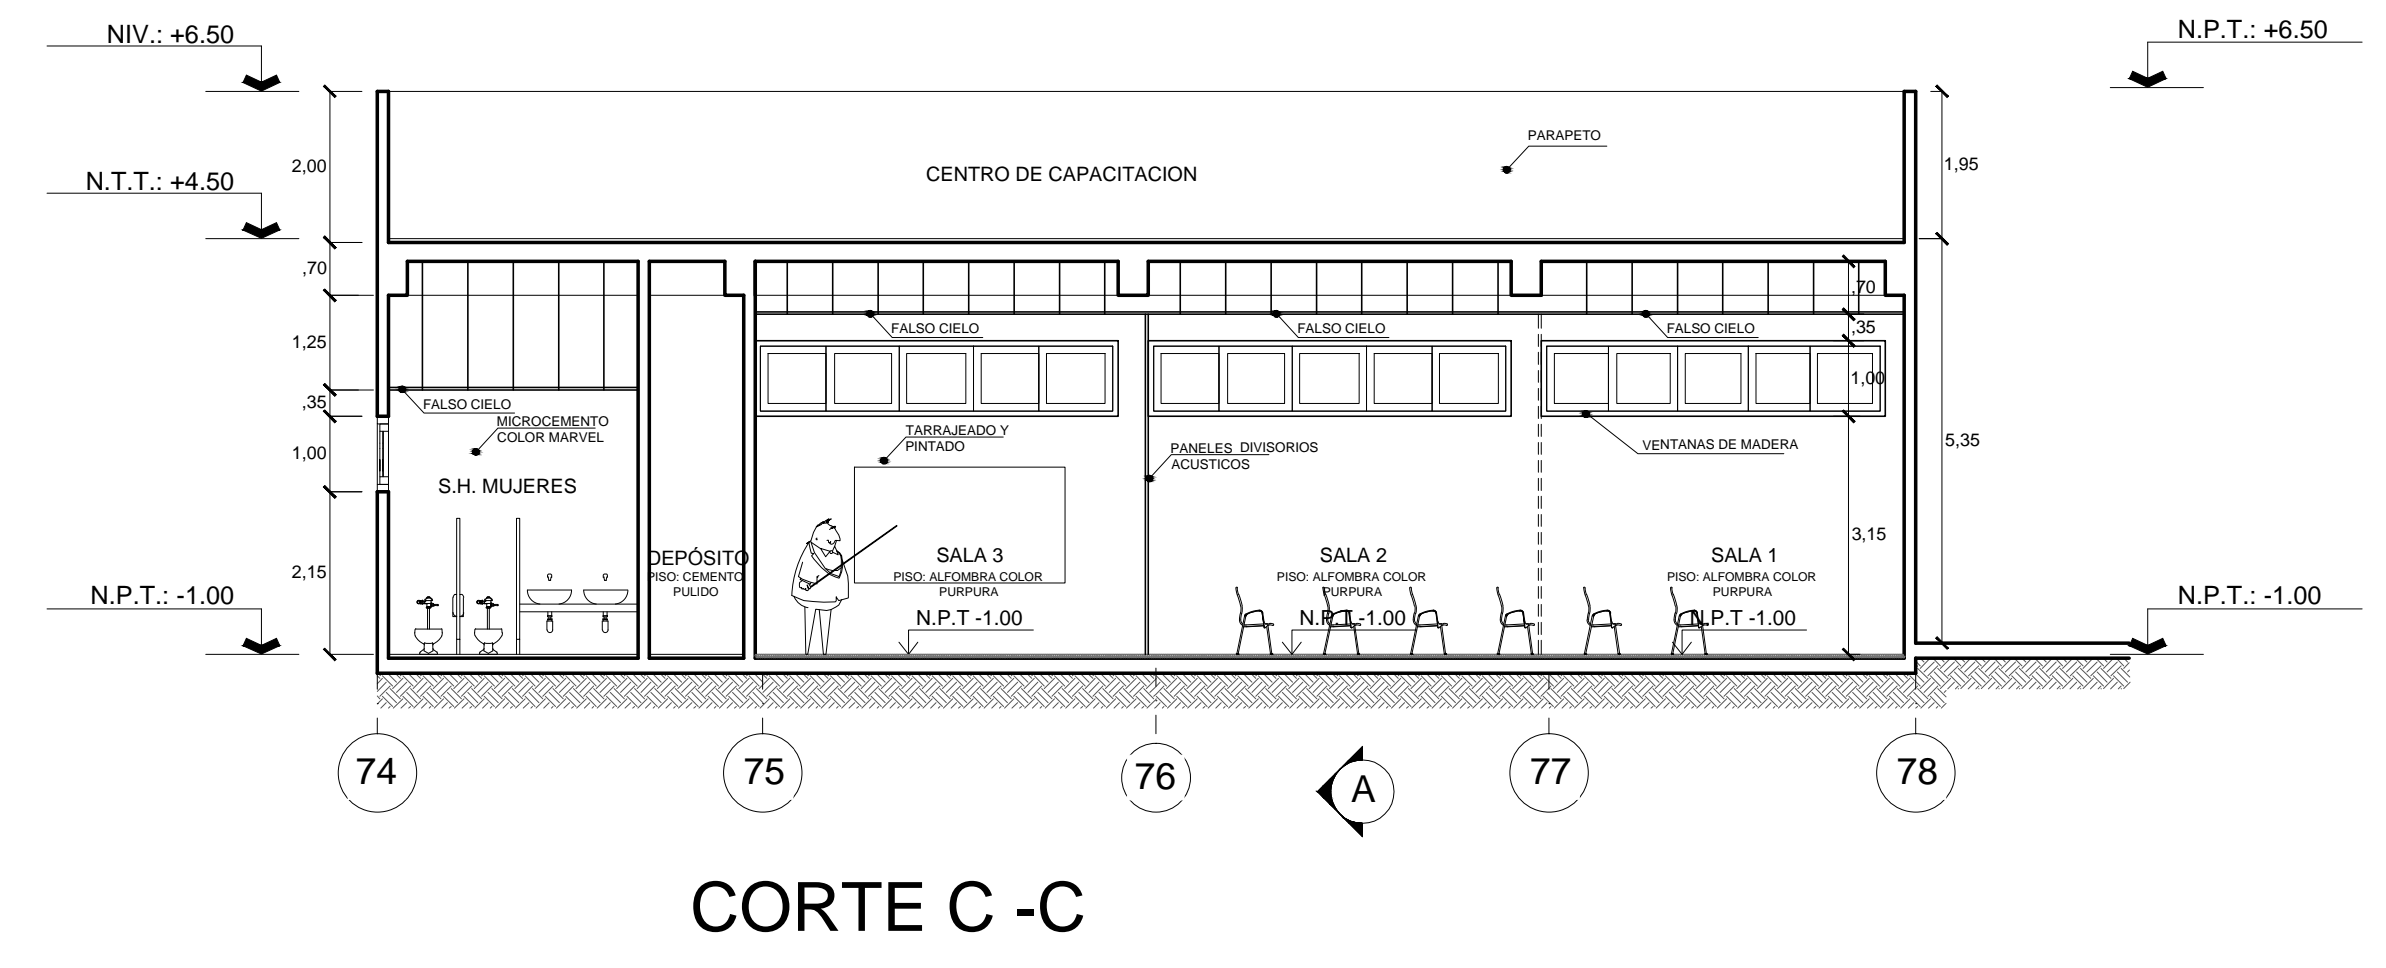 NIV.: +6.50
N.P.T.: +6.50
PARAPETO
2,00
CENTRO DE CAPACITACION
1,95
N.T.T.: +4.50
,70
,70
FALSO CIELO
FALSO CIELO
FALSO CIELO
,35
1,25
1,00
,35
FALSO CIELO
MICROCEMENTO
COLOR MARVEL
TARRAJEADO Y
PINTADO
PANELES DIVISORIOS
ACUSTICOS
VENTANAS DE MADERA
5,35
1,00
S.H. MUJERES
3,15
DEPÓSITO
PISO: CEMENTO
PULIDO
SALA 3
PISO: ALFOMBRA COLOR
PURPURA
N.P.T -1.00
SALA 2
PISO: ALFOMBRA COLOR
PURPURA
N.P.T -1.00
SALA 1
PISO: ALFOMBRA COLOR
PURPURA
N.P.T -1.00
2,15
N.P.T.: -1.00
N.P.T.: -1.00
74
75
76
A
77
78
CORTE C -C